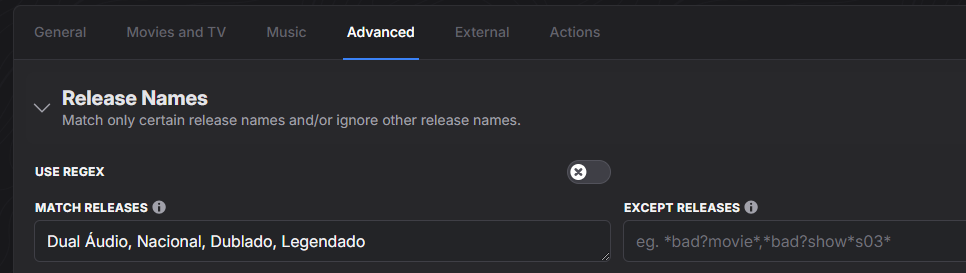 General Movies and TV Music Advanced External Actions
Release Names
Match only certain release names and/or ignore other release names.
USE REGEX
MATCH RELEASES EXCEPT RELEASES
Dual Áudio, Nacional, Dublado, Legendado eg. *bad?movie*,*bad?show*s03*